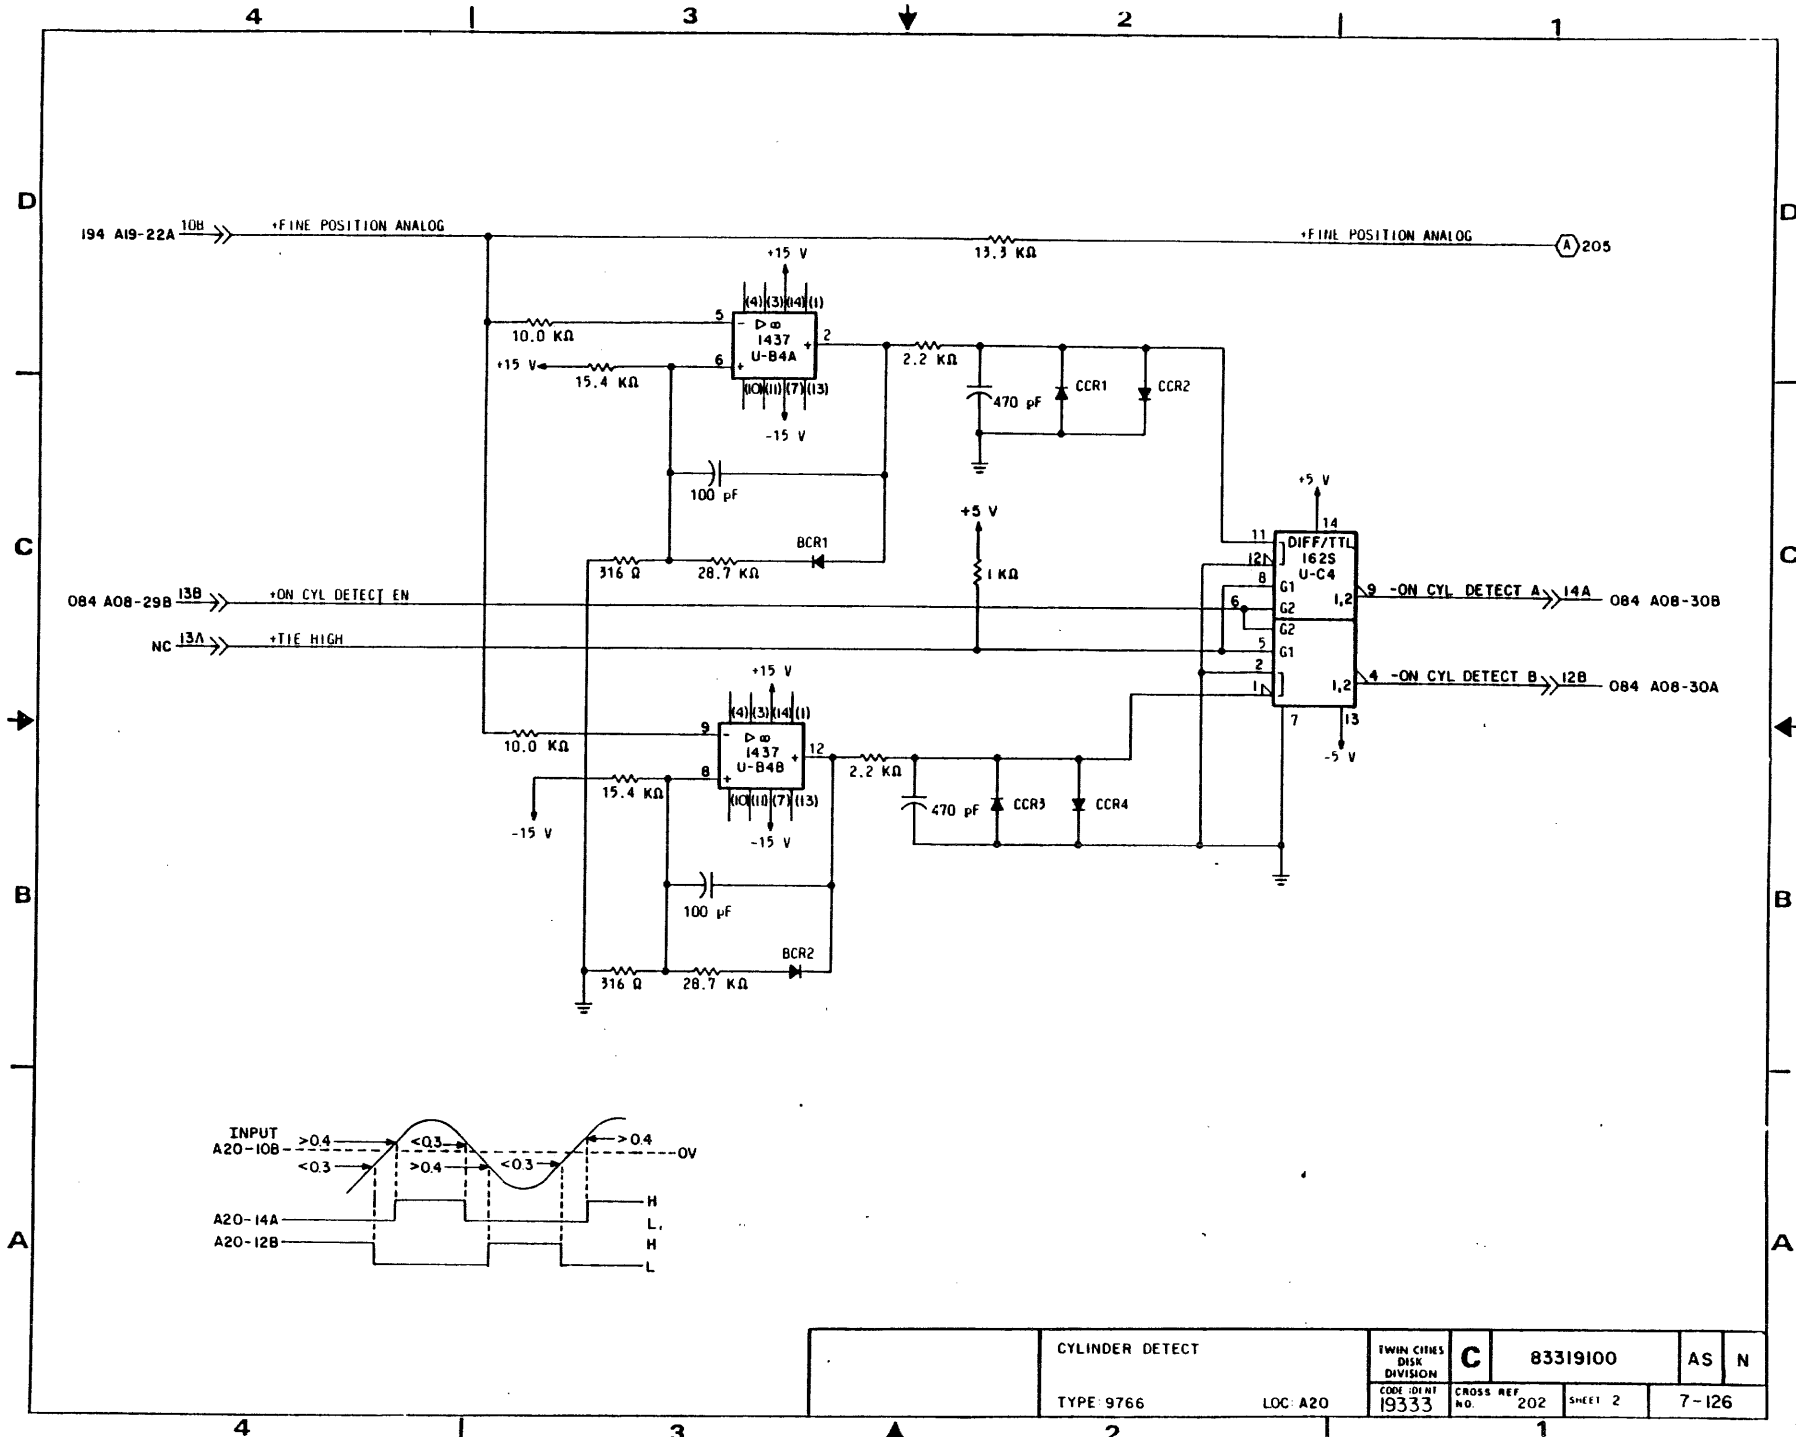 4 3 2 1
D D
194 A19-22A 10B +FINE POSITION ANALOG
13.3 KΩ
+FINE POSITION ANALOG A 205
+15 V
(4) (3) (14) (1)
10.0 KΩ 5 - ▷ ∞ 2
1437
U-B4A +
+15 V 15.4 KΩ 6 +
(10) (11) (7) (13)
-15 V
2.2 KΩ
470 pF CCR1 CCR2
100 pF
+5 V
1 KΩ
BCR1
316 Ω 28.7 KΩ
C C
+5 V
14
11 DIFF/TTL
12 162S
U-C4
8 G1
6 G2 1,2 9 -ON CYL DETECT A 14A 084 A08-30B
G2
5 G1
2
1 1,2 4 -ON CYL DETECT B 12B 084 A08-30A
7 13
-5 V
084 A08-29B 13B +ON CYL DETECT EN
NC 13A +TIE HIGH
+15 V
(4) (3) (14) (1)
10.0 KΩ 9 - ▷ ∞ 12
1437
U-B4B +
15.4 KΩ 8 +
-15 V
(10) (11) (7) (13)
-15 V
2.2 KΩ
470 pF CCR3 CCR4
100 pF
B B
BCR2
316 Ω 28.7 KΩ
INPUT
A20-10B >0.4 <0.3 >0.4 0V
<0.3 >0.4 <0.3
H
A20-14A L
A20-12B H
L
A A
CYLINDER DETECT
TYPE: 9766 LOC: A20
TWIN CITIES
DISK
DIVISION
C 83319100 AS N
CODE IDENT
19333
CROSS REF
NO. 202
SHEET 2
7-126
4 3 2 1